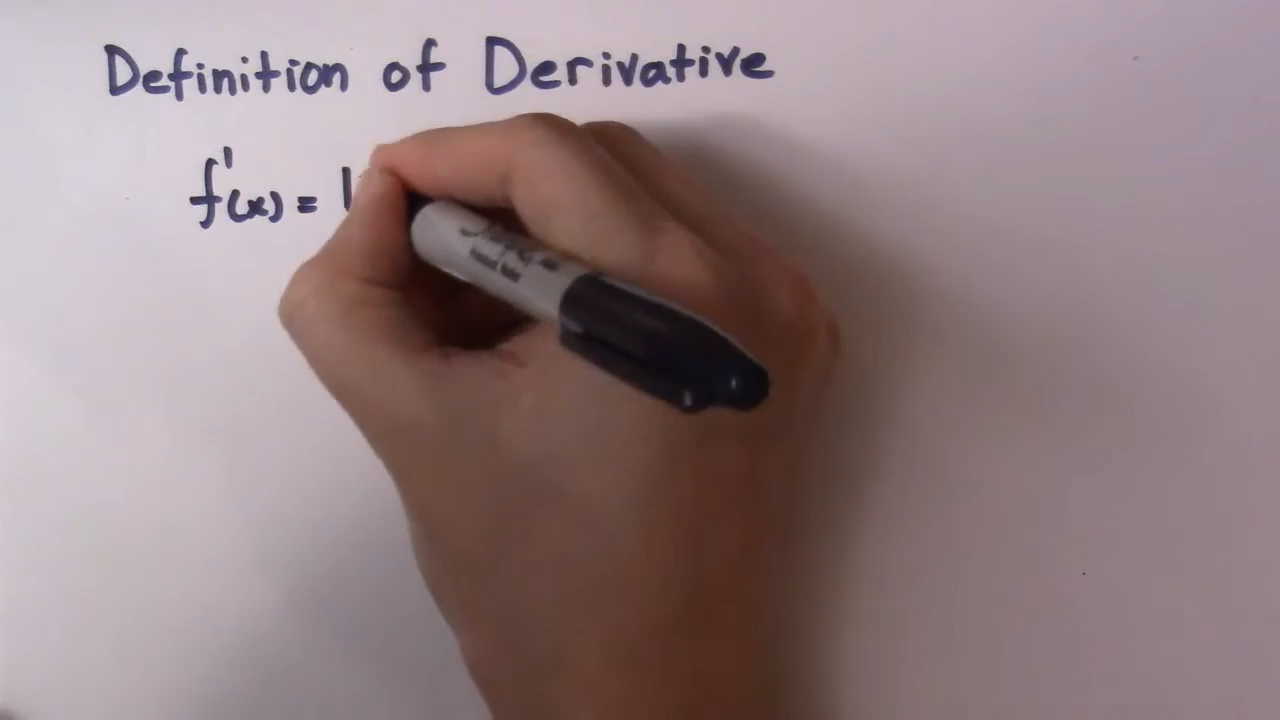 Definition of Derivative
f'(x) = l